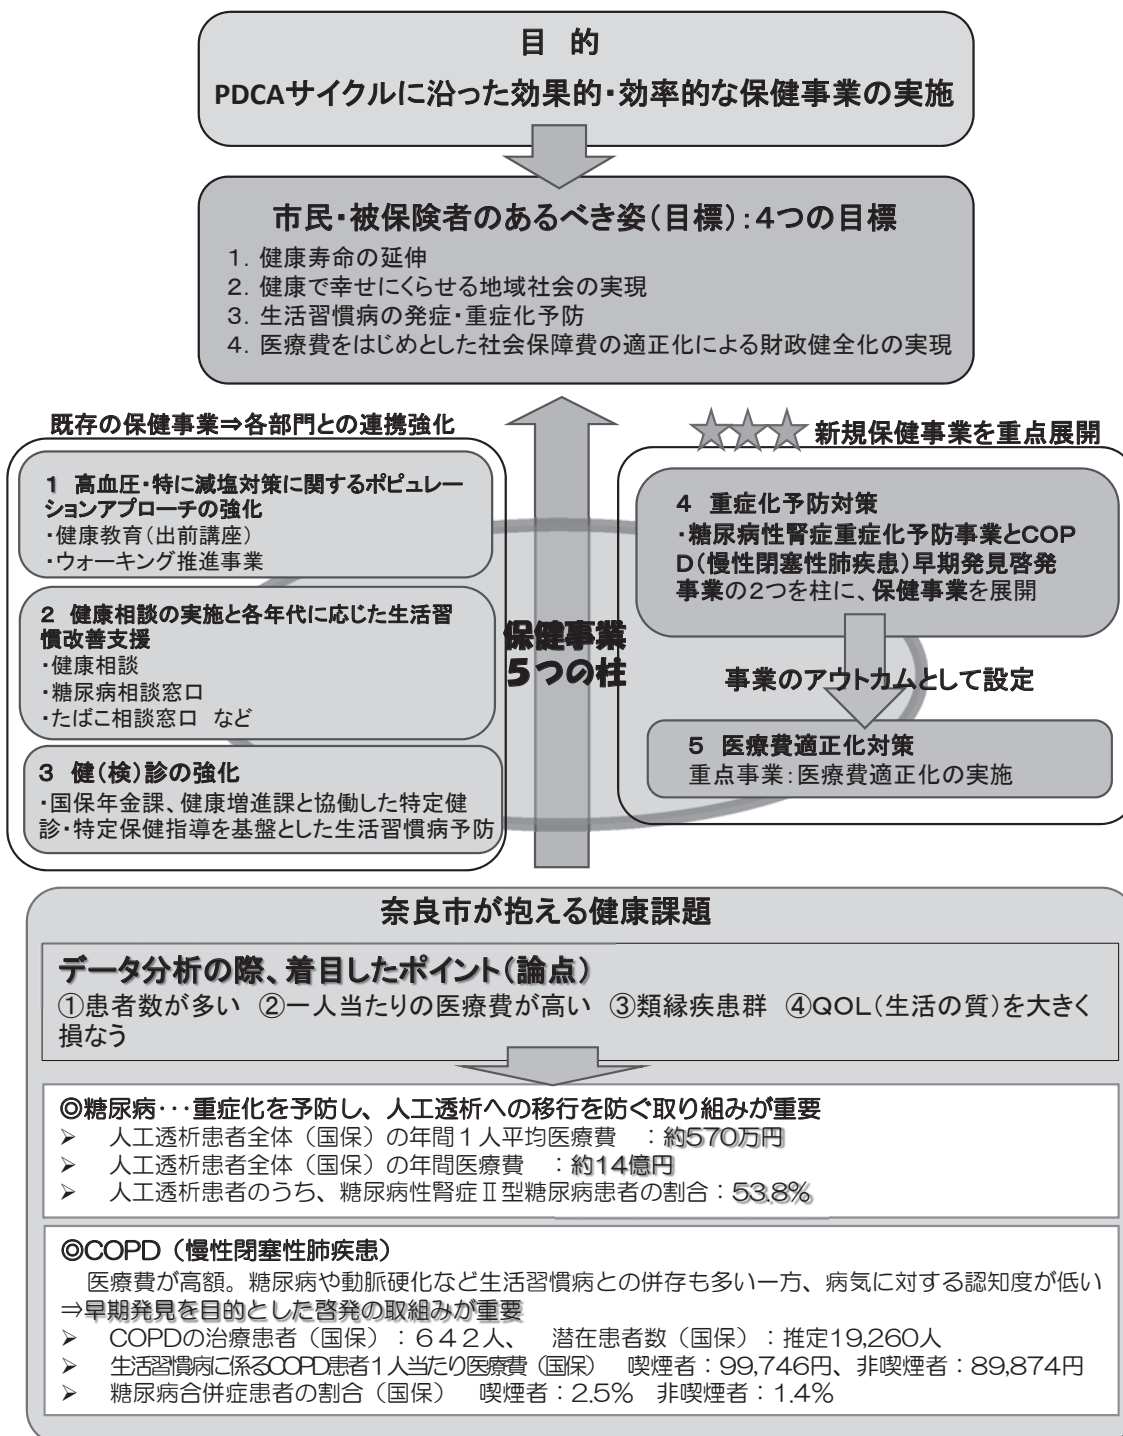 目 的
PDCAサイクルに沿った効果的・効率的な保健事業の実施
市民・被保険者のあるべき姿(目標):4つの目標
1. 健康寿命の延伸
2. 健康で幸せにくらせる地域社会の実現
3. 生活習慣病の発症・重症化予防
4. 医療費をはじめとした社会保障費の適正化による財政健全化の実現
既存の保健事業⇒各部門との連携強化
1 高血圧・特に減塩対策に関するポピュレー
ションアプローチの強化
・健康教育(出前講座)
・ウォーキング推進事業
2 健康相談の実施と各年代に応じた生活習
慣改善支援
・健康相談
・糖尿病相談窓口
・たばこ相談窓口 など
3 健(検)診の強化
・国保年金課、健康増進課と協働した特定健
診・特定保健指導を基盤とした生活習慣病予防
保健事業
5つの柱
新規保健事業を重点展開
4 重症化予防対策
・糖尿病性腎症重症化予防事業とCOP
D(慢性閉塞性肺疾患)早期発見啓発
事業の2つを柱に、保健事業を展開
事業のアウトカムとして設定
5 医療費適正化対策
重点事業:医療費適正化の実施
奈良市が抱える健康課題
データ分析の際、着目したポイント(論点)
①患者数が多い ②一人当たりの医療費が高い ③類縁疾患群 ④QOL(生活の質)を大きく
損なう
◎糖尿病・・・重症化を予防し、人工透析への移行を防ぐ取り組みが重要
➢ 人工透析患者全体(国保)の年間1人平均医療費 :約570万円
➢ 人工透析患者全体(国保)の年間医療費 :約14億円
➢ 人工透析患者のうち、糖尿病性腎症Ⅱ型糖尿病患者の割合:53.8%
◎COPD(慢性閉塞性肺疾患)
医療費が高額。糖尿病や動脈硬化など生活習慣病との併存も多い一方、病気に対する認知度が低い
⇒早期発見を目的とした啓発の取組みが重要
➢ COPDの治療患者(国保):642人、 潜在患者数(国保):推定19,260人
➢ 生活習慣病に係るCOPD患者1人当たり医療費(国保) 喫煙者:99,746円、非喫煙者:89,874円
➢ 糖尿病合併症患者の割合(国保) 喫煙者:2.5% 非喫煙者:1.4%